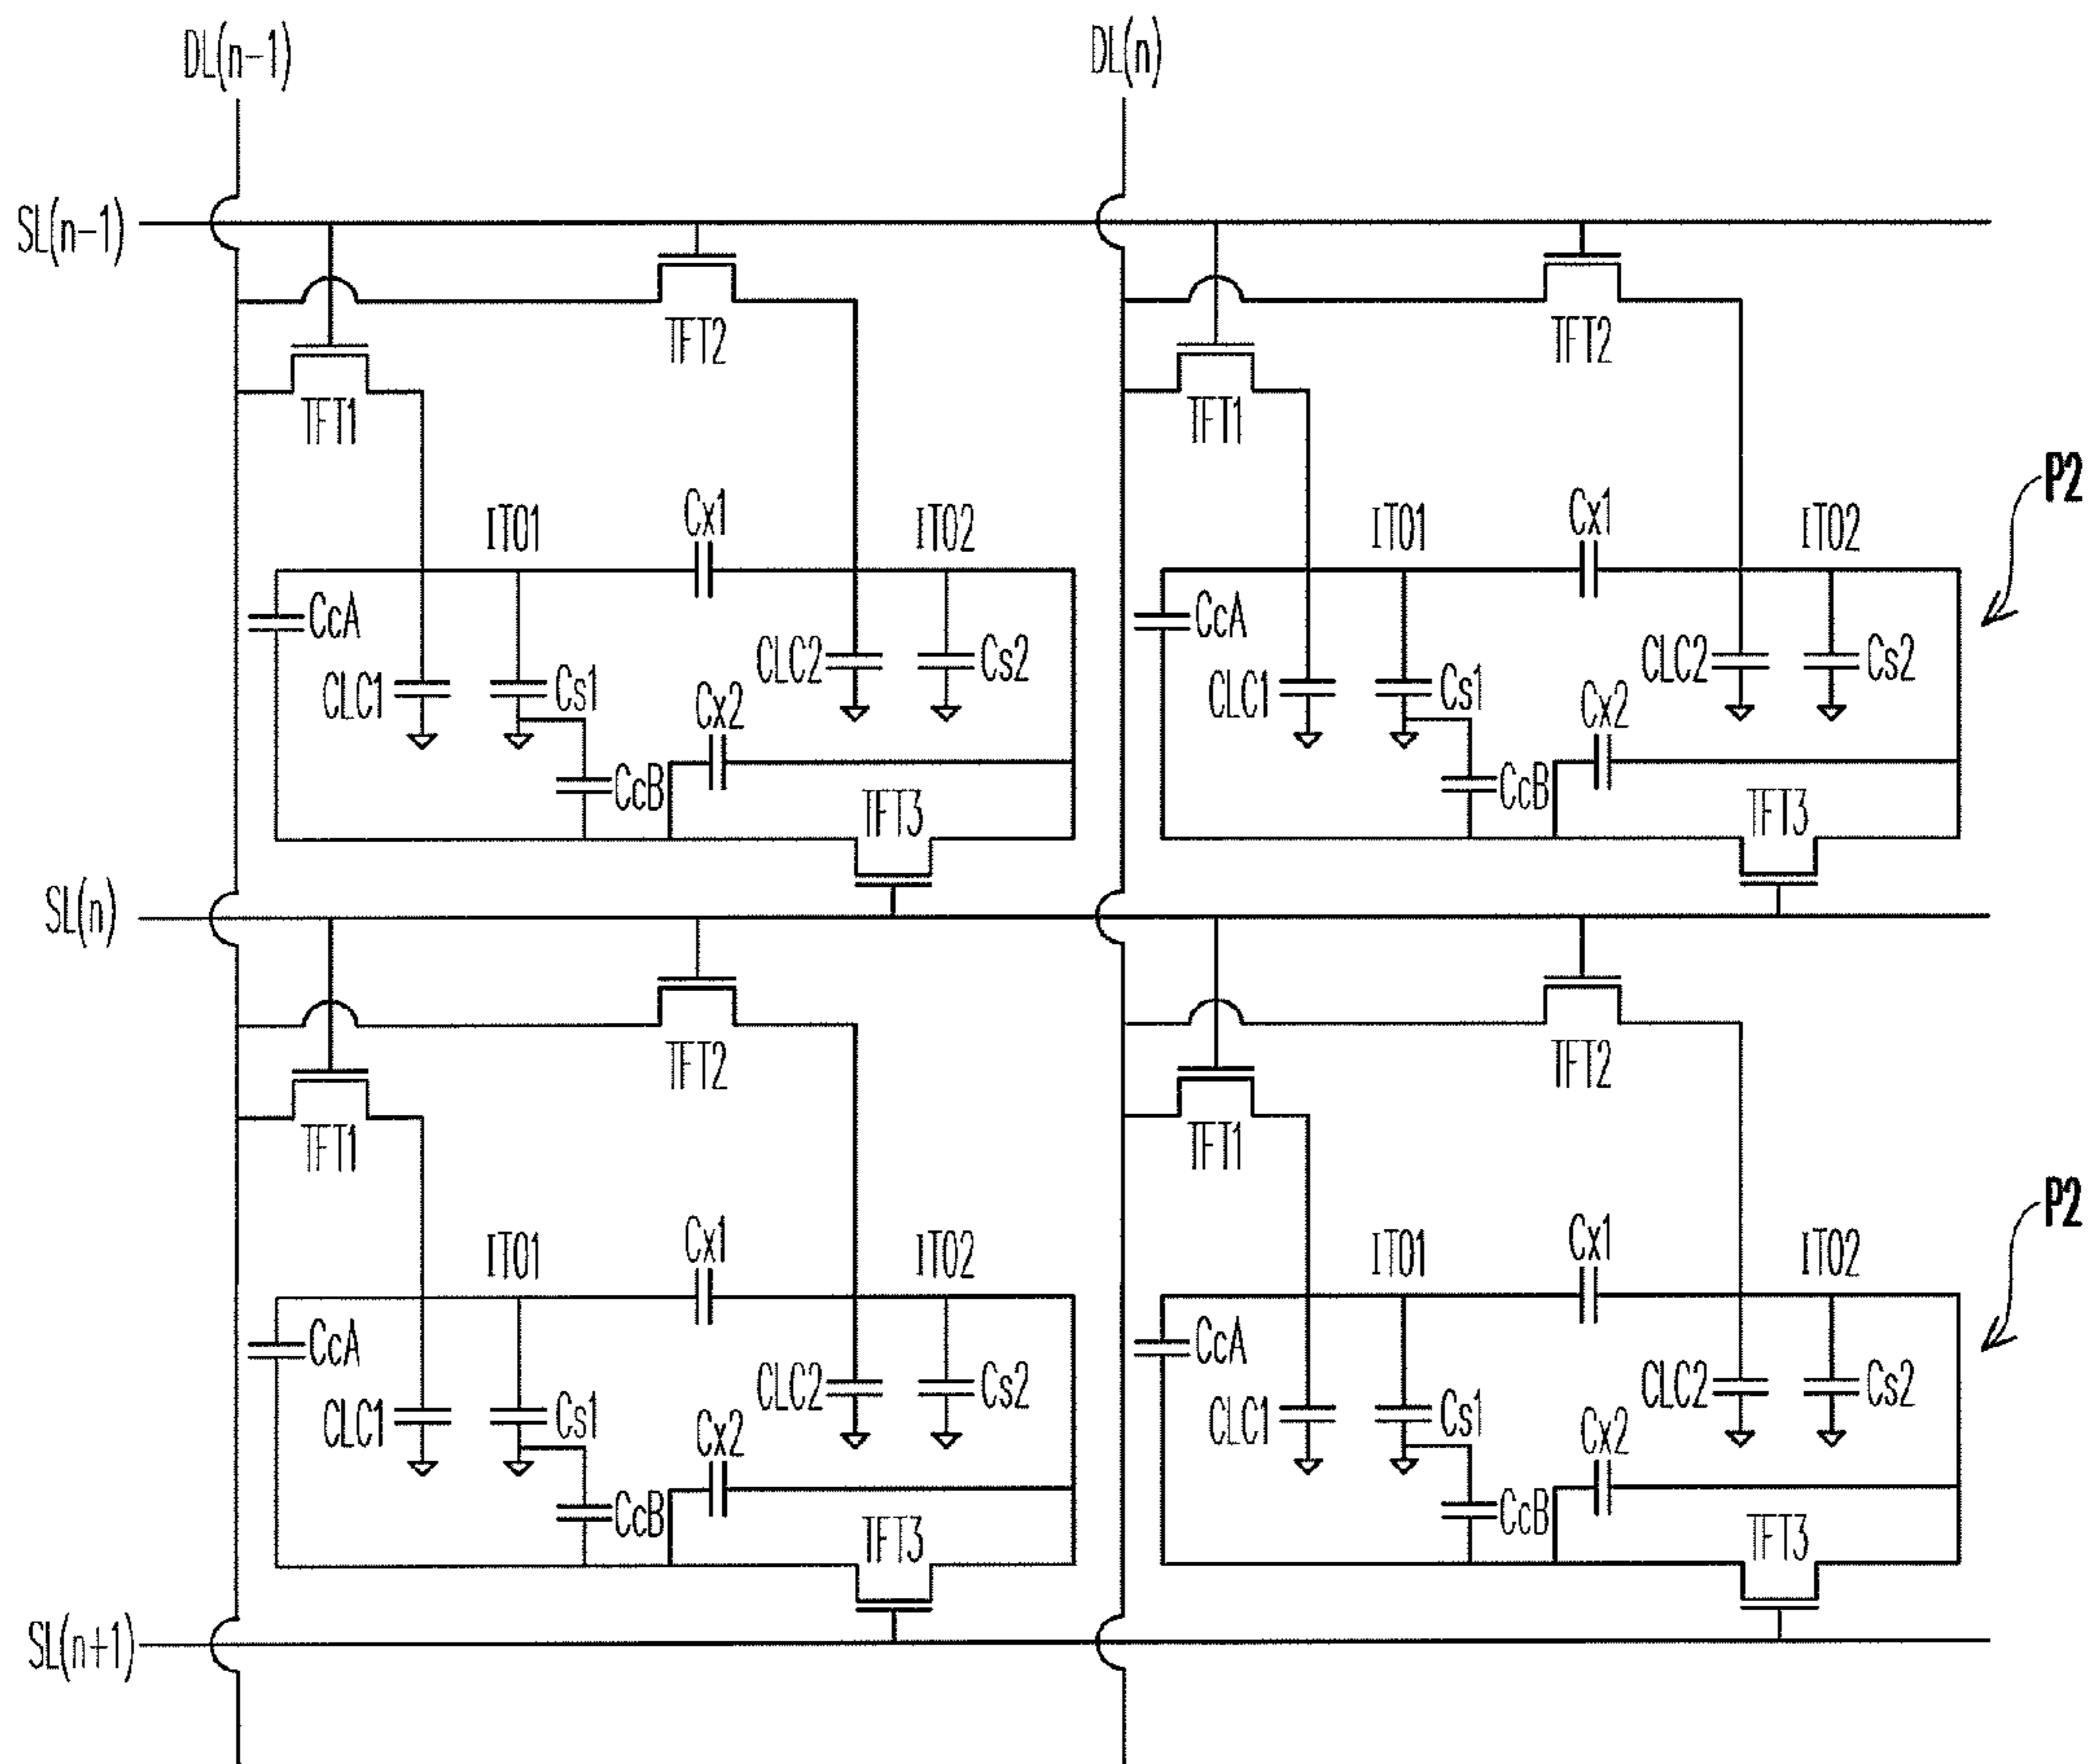 DL(n-1)
DL(n)
SL(n-1)
TFT2
TFT2
TFT1
TFT1
P2
ITO1
Cx1
ITO2
ITO1
Cx1
ITO2
CcA
CLC1
Cs1
Cx2
CLC2
Cs2
CcA
CLC1
Cs1
Cx2
CLC2
Cs2
CcB
TFT3
CcB
TFT3
SL(n)
TFT2
TFT2
TFT1
TFT1
P2
ITO1
Cx1
ITO2
ITO1
Cx1
ITO2
CcA
CLC1
Cs1
Cx2
CLC2
Cs2
CcA
CLC1
Cs1
Cx2
CLC2
Cs2
CcB
TFT3
CcB
TFT3
SL(n+1)